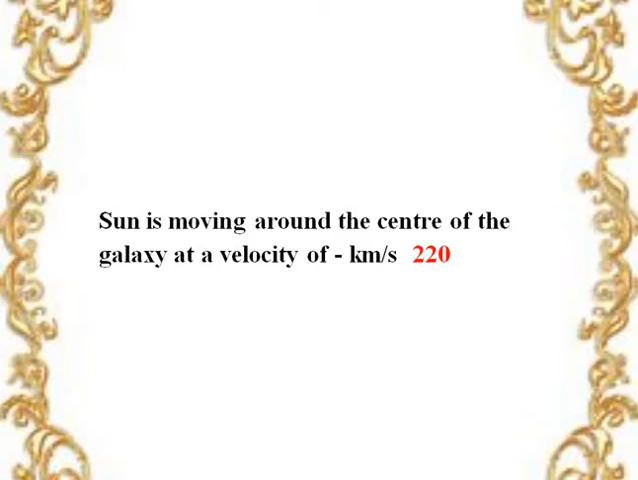 Sun is moving around the centre of the
galaxy at a velocity of - km/s 220